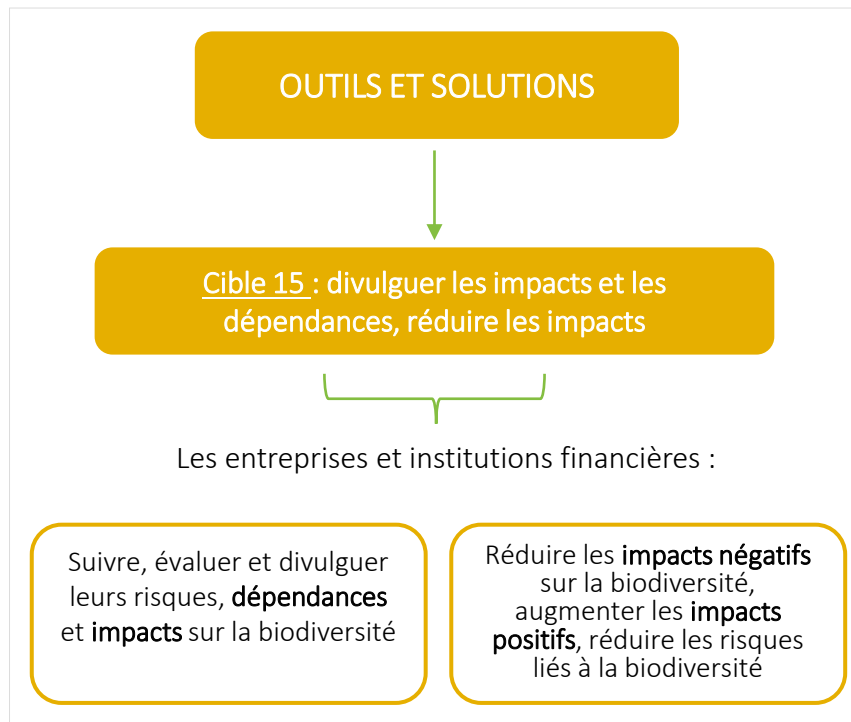 OUTILS ET SOLUTIONS
Cible 15 : divulguer les impacts et les
dépendances, réduire les impacts
Les entreprises et institutions financières :
Suivre, évaluer et divulguer
leurs risques, dépendances
et impacts sur la biodiversité
Réduire les impacts négatifs
sur la biodiversité,
augmenter les impacts
positifs, réduire les risques
liés à la biodiversité